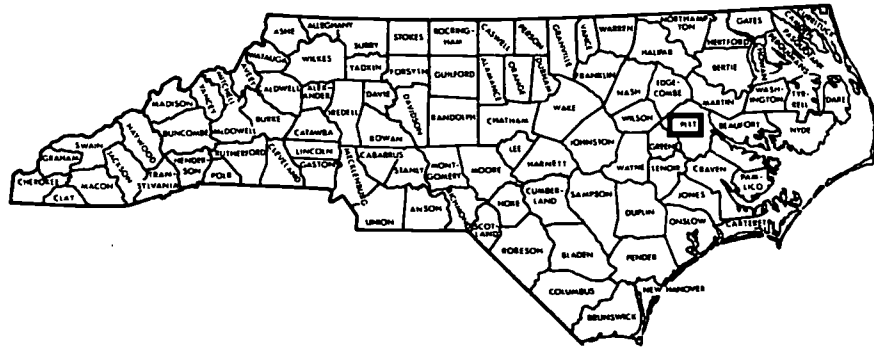 ASHE
ALLEGHANY
SURRY
STOKES
ROCKING-
HAM
CASWELL
PERSON
GRANVILLE
VANCE
WARREN
NORTHAMP
TON
GATES
HERTFORD
HALIFAX
BERTIE
WATAUGA
WILKES
YADKIN
FORSYTH
GUILFORD
ALAMANCE
ORANGE
DURHAM
FRANKLIN
NASH
EDGE-
COMBE
MARTIN
WASH-
INGTON
TYR-
RELL
DARE
MADISON
YANCEY
MITCHELL
AVERY
CALDWELL
ALEX-
ANDER
IREDELL
DAVIE
DAVIDSON
RANDOLPH
CHATHAM
WAKE
WILSON
PITT
BEAUFORT
HYDE
BUNCOMBE
McDOWELL
BURKE
CATAWBA
ROWAN
LEE
JOHNSTON
GREEN
SWAIN
HAYWOOD
GRAHAM
JACKSON
HENDER-
SON
RUTHERFORD
CLEVELAND
LINCOLN
GASTON
CABABRUS
STANLY
MONT-
GOMERY
MOORE
HARNETT
WAYNE
LENOIR
CRAVEN
PAM-
LICO
CHEROKEE
MACON
TRAN-
SYLVANIA
CLAY
MECKLENBURG
UNION
ANSON
RICHMOND
SCOT-
LAND
HOKE
CUMBER-
LAND
SAMPSON
DUPLIN
JONES
ONSLOW
CARTERET
ROBESON
BLADEN
PENDER
COLUMBUS
NEW HANOVER
BRUNSWICK